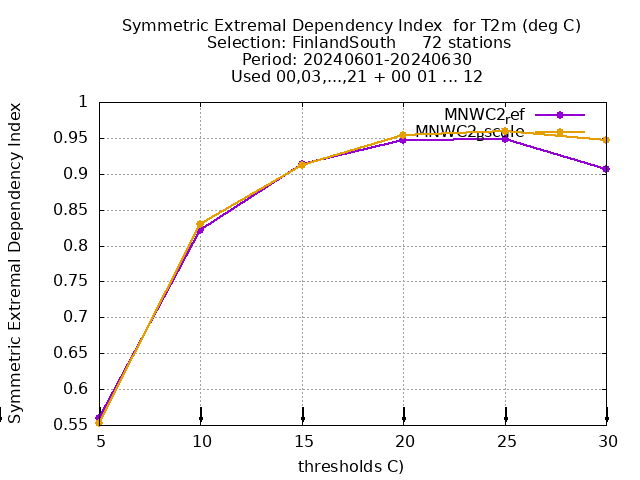 Symmetric Extremal Dependency Index  for T2m (deg C)
Selection: FinlandSouth     72 stations
Period: 20240601-20240630
Used 00,03,...,21 + 00 01 ... 12
Symmetric Extremal Dependency Index
1
0.95
0.9
0.85
0.8
0.75
0.7
0.65
0.6
0.55
MNWC2
5
10
15
20
25
30
thresholds C)